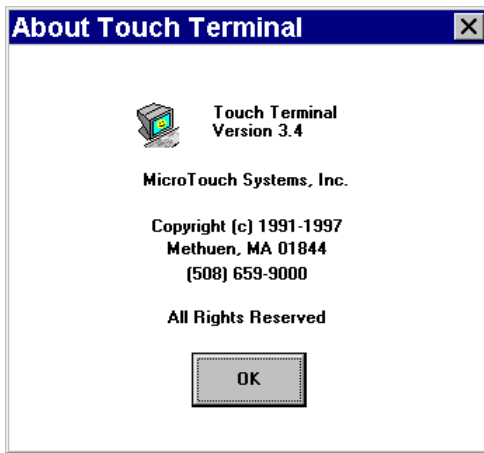 About Touch Terminal
Touch Terminal
Version 3.4
MicroTouch Systems, Inc.
Copyright (c) 1991-1997
Methuen, MA 01844
(508) 659-9000
All Rights Reserved
OK